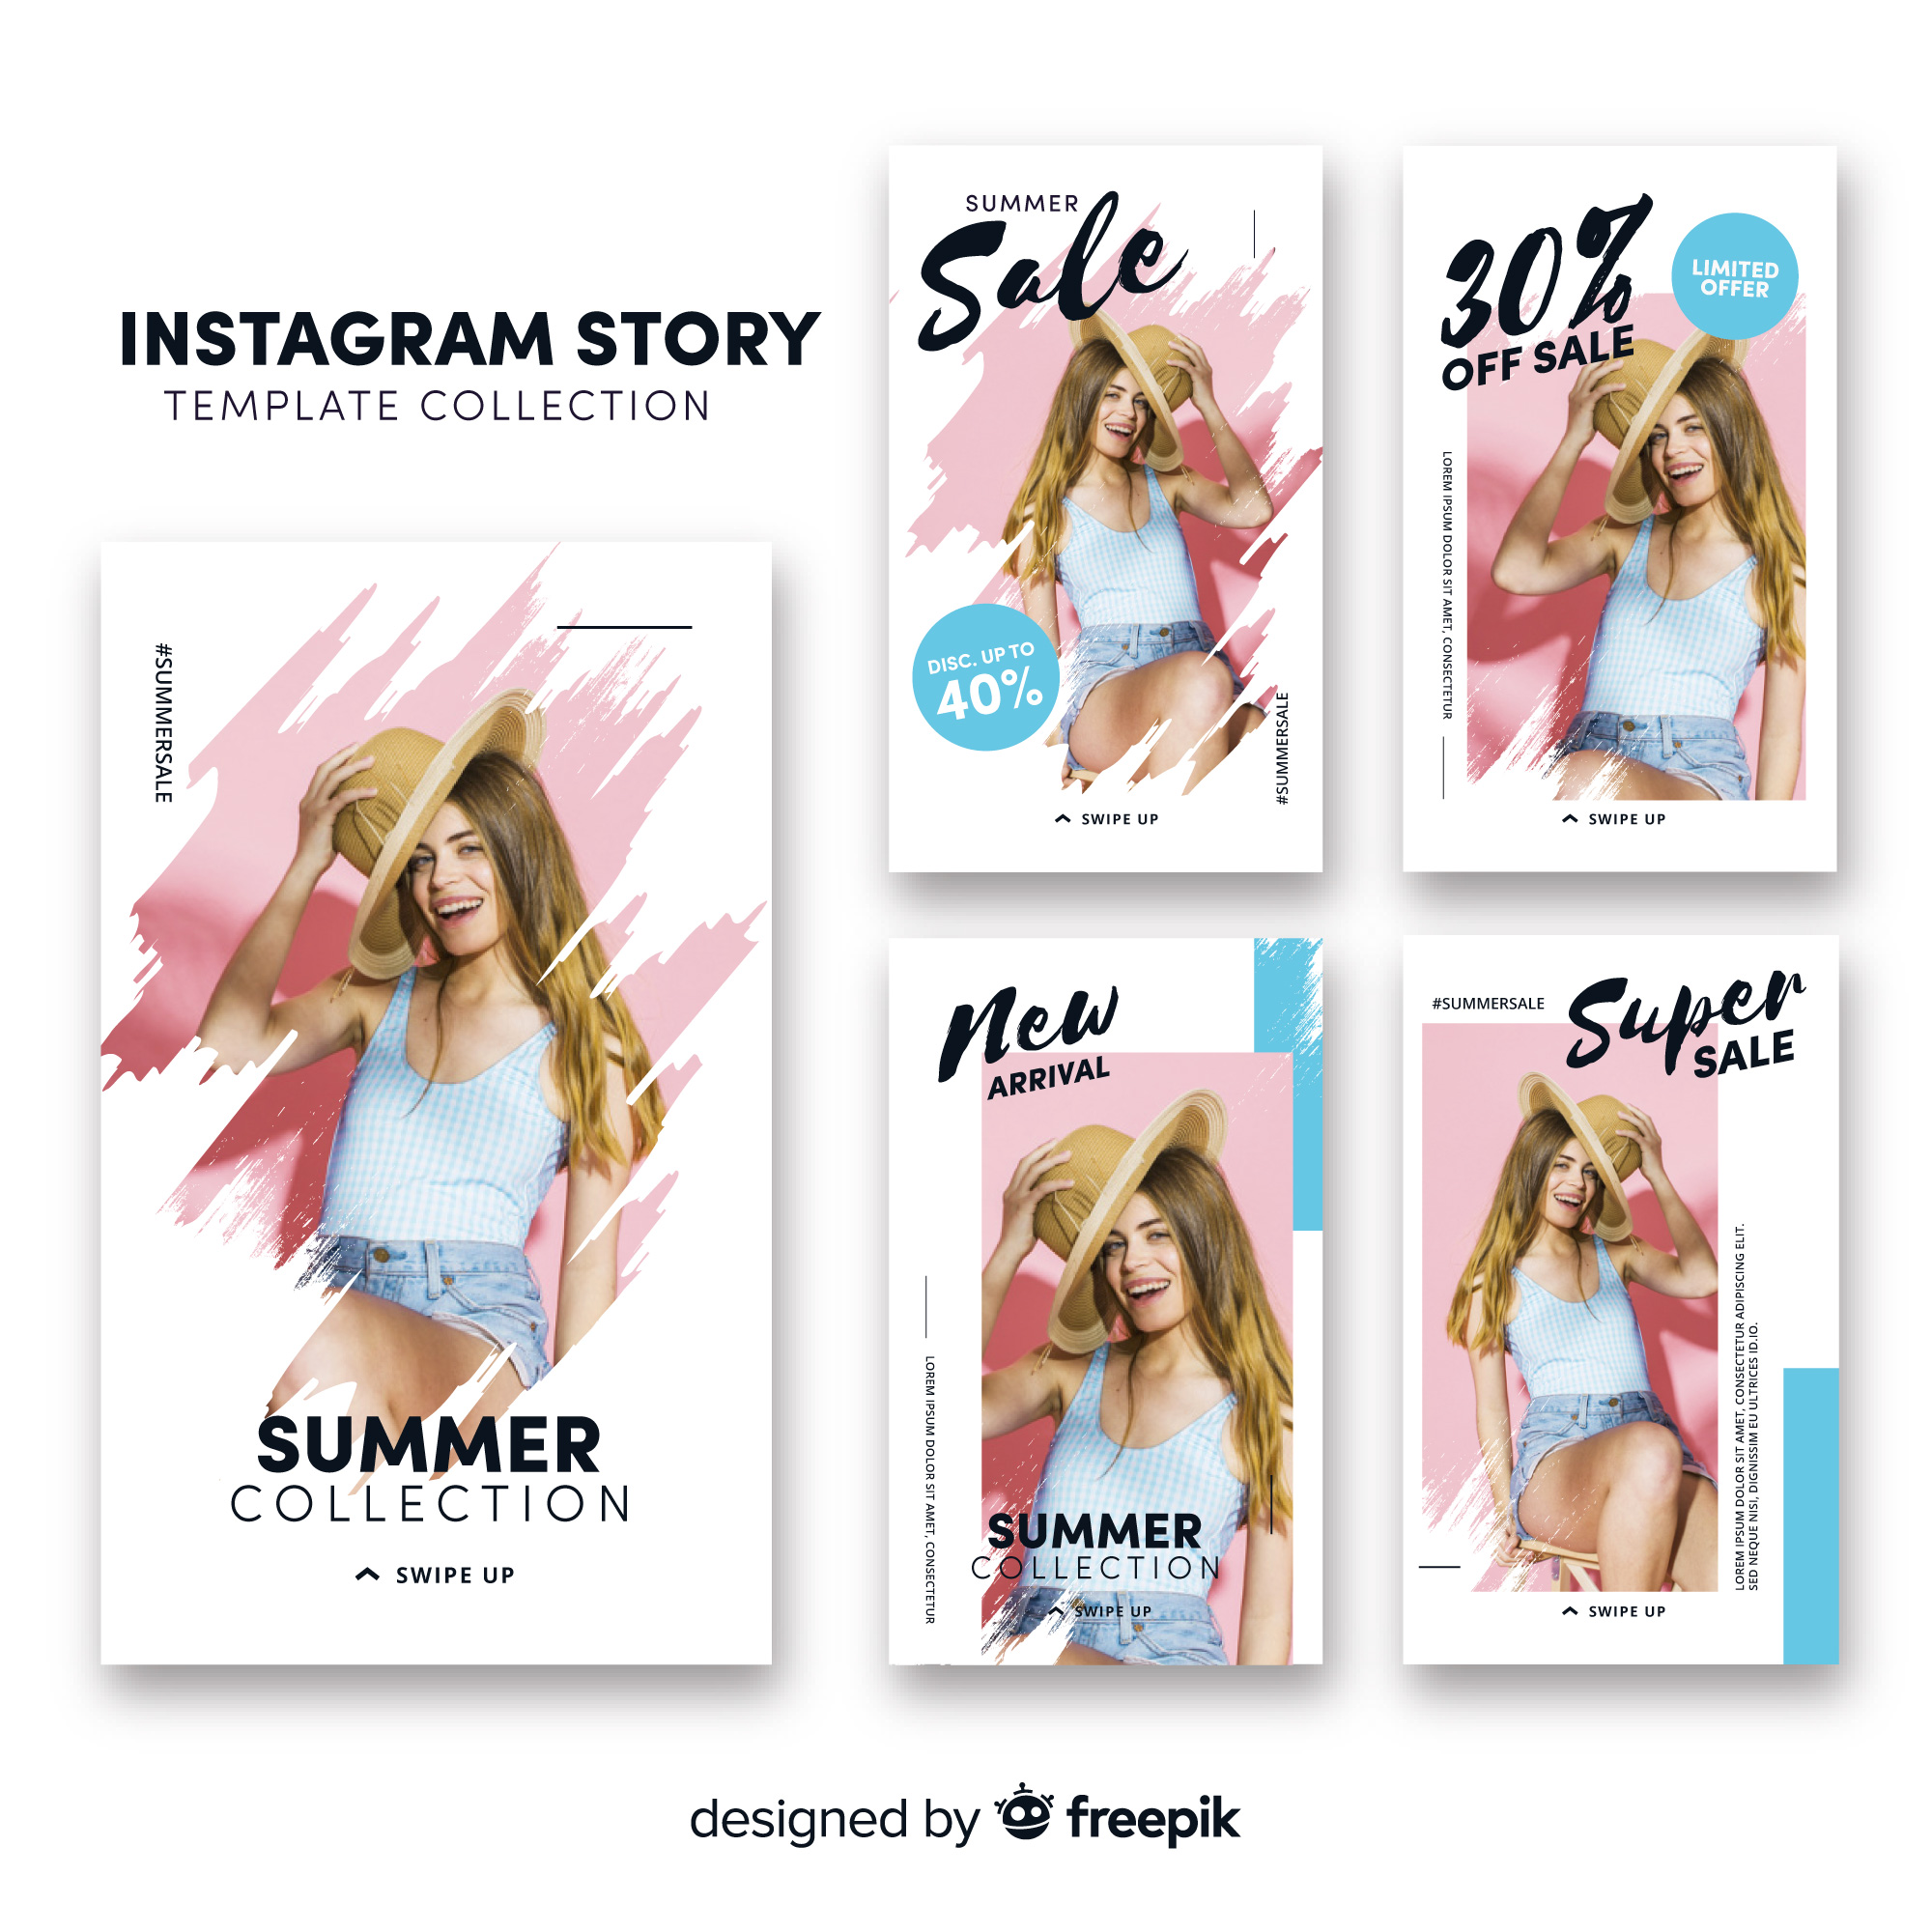 INSTAGRAM STORY
TEMPLATE COLLECTION
#SUMMERSALE
SUMMER
COLLECTION
SWIPE UP
SUMMER
Sale
DISC. UP TO
40%
#SUMMERSALE
SWIPE UP
30%
OFF SALE
LIMITED
OFFER
LOREM IPSUM DOLOR SIT AMET, CONSECTETUR
SWIPE UP
New
ARRIVAL
LOREM IPSUM DOLOR SIT AMET, CONSECTETUR
SUMMER
COLLECTION
SWIPE UP
#SUMMERSALE
Super
SALE
LOREM IPSUM DOLOR SIT AMET, CONSECTETUR ADIPISCING ELIT.
SED NEQUE NISI, DIGNISSIM EU ULTRICES ID.IO.
SWIPE UP
designed by freepik